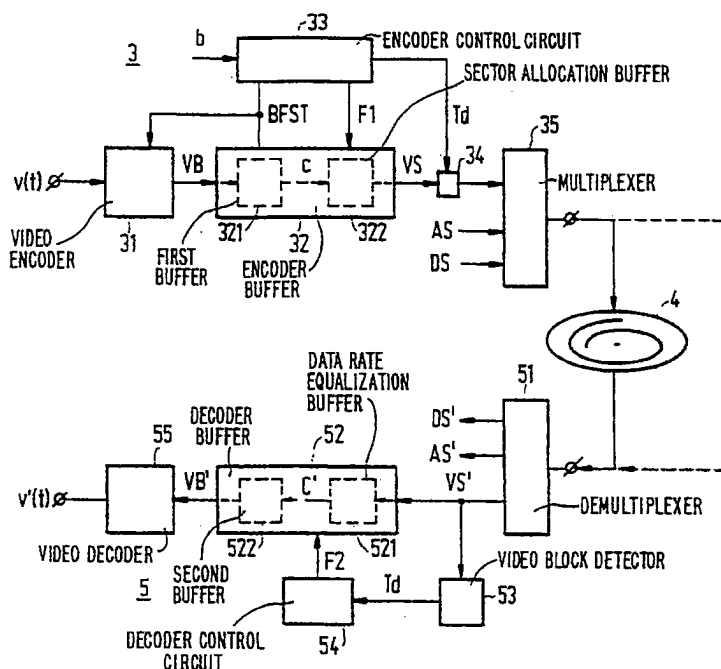 33
3
b
ENCODER CONTROL CIRCUIT
SECTOR ALLOCATION BUFFER
BFST
F1
Td
35
v(t)
VB
C
VS
34
MULTIPLEXER
VIDEO ENCODER
31
321
32
322
FIRST BUFFER
ENCODER BUFFER
AS
DS
4
DATA RATE EQUALIZATION BUFFER
51
DECODER BUFFER
52
DS'
AS'
55
VB'
C'
VS'
v'(t)
DEMULTIPLEXER
VIDEO DECODER
522
521
VIDEO BLOCK DETECTOR
5
SECOND BUFFER
F2
Td
53
DECODER CONTROL CIRCUIT
54